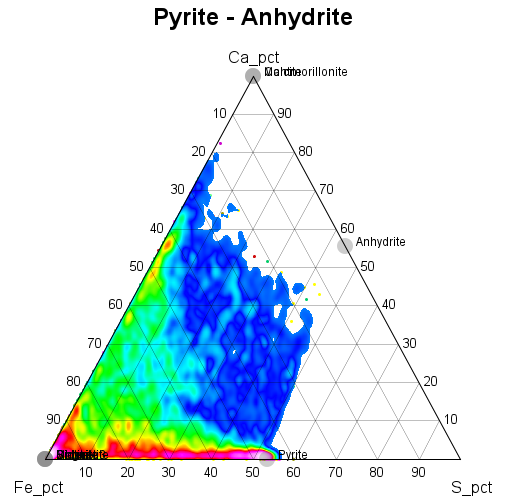 Pyrite - Anhydrite
Ca_pct
10 90
20 80
30 70
40 60
Anhydrite
50 50
60 40
70 30
80 20
90 10
Pyrite
10 20 30 40 50 60 70 80 90
Fe_pct S_pct